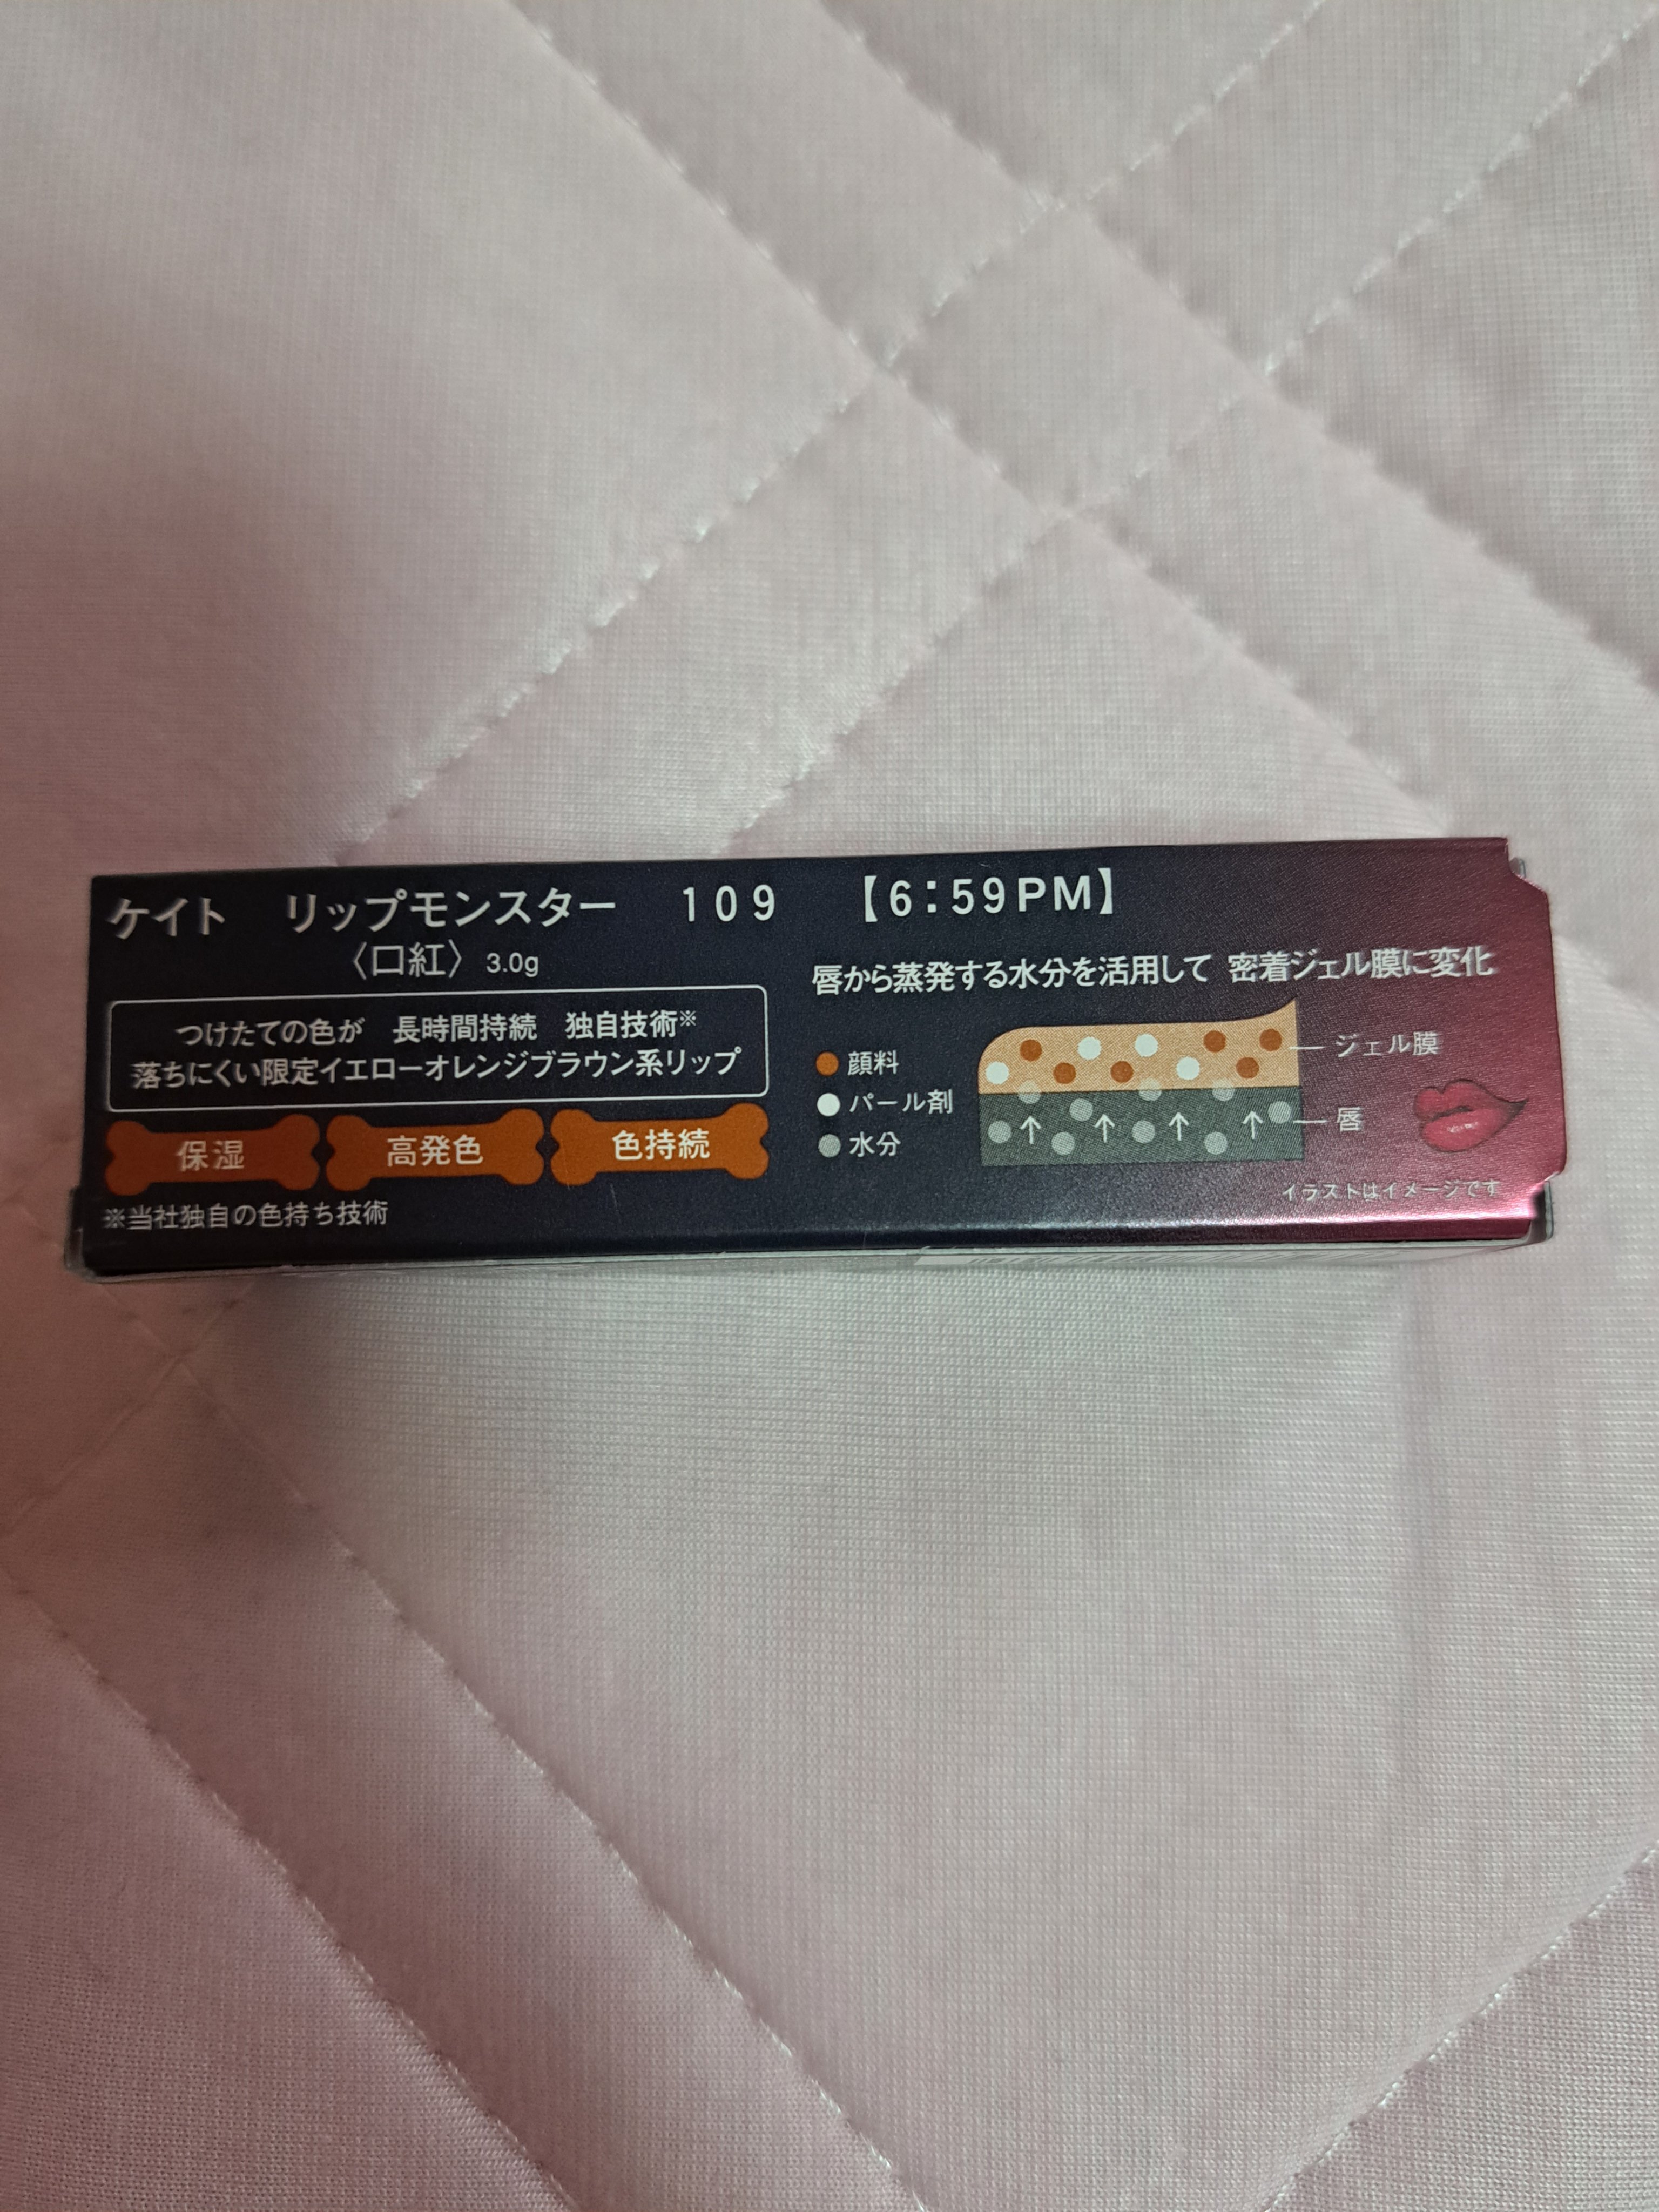 ケイト　リップモンスター　109　【6:59PM】
〈口紅〉3.0g
つけたての色が　長時間持続　独自技術※
落ちにくい限定イエローオレンジブラウン系リップ
保湿　高発色　色持続
※当社独自の色持ち技術
唇から蒸発する水分を活用して 密着ジェル膜に変化
顔料
パール剤
水分
ジェル膜
唇
イラストはイメージです